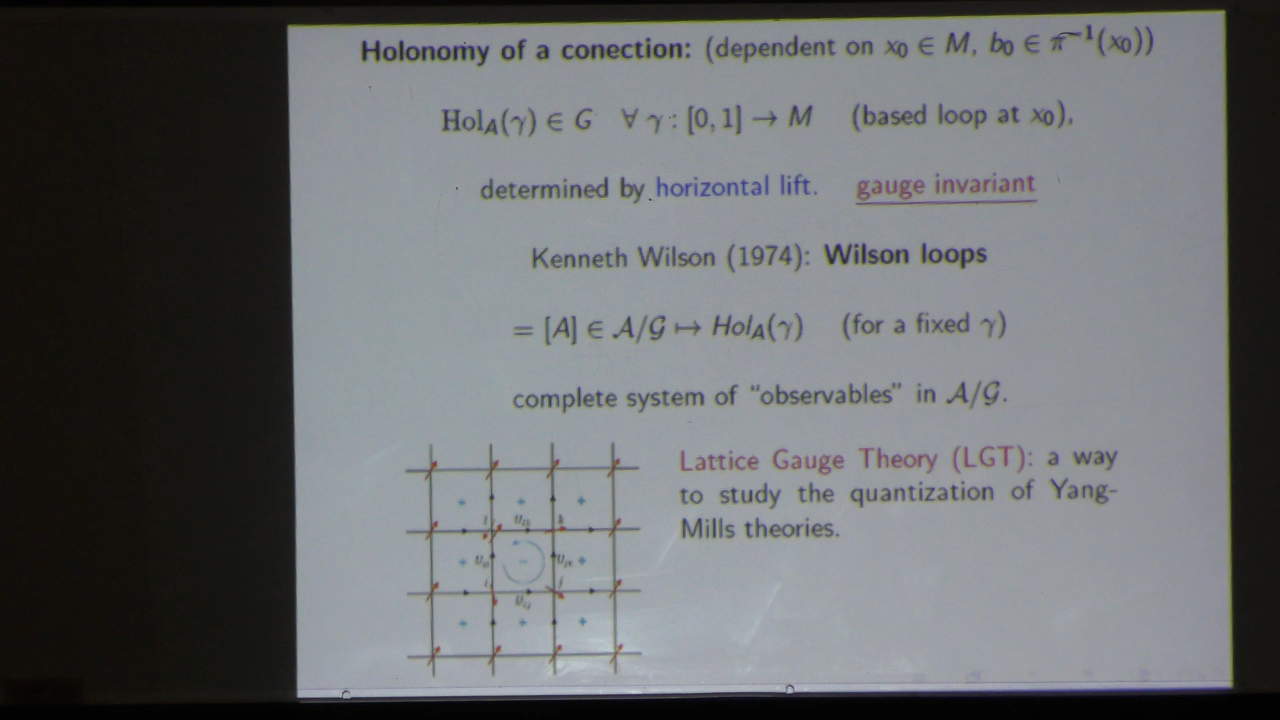 Holonomy of a conection: (dependent on x₀ ∈ M, b₀ ∈ π⁻¹(x₀))
Hol_A(γ) ∈ G ∀ γ : [0, 1] → M (based loop at x₀),
determined by horizontal lift. gauge invariant
Kenneth Wilson (1974): Wilson loops
= [A] ∈ 𝒜/𝒢 ↦ Hol_A(γ) (for a fixed γ)
complete system of "observables" in 𝒜/𝒢.
Lattice Gauge Theory (LGT): a way
to study the quantization of Yang-
Mills theories.